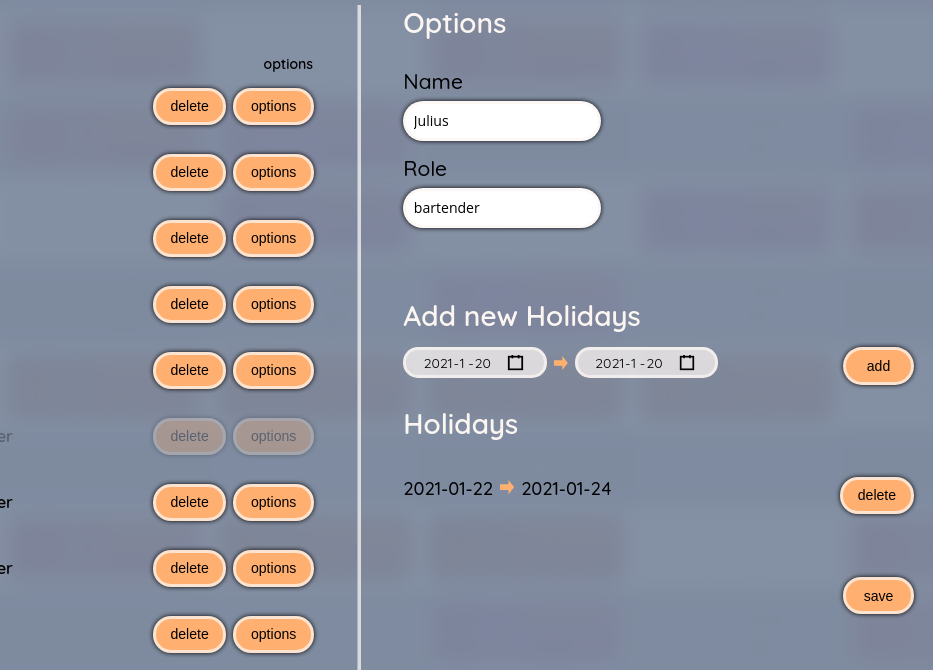 options
delete options
delete options
delete options
delete options
delete options
er delete options
er delete options
er delete options
delete options
Options
Name
Julius
Role
bartender
Add new Holidays
2021-1-20 2021-1-20 add
Holidays
2021-01-22 2021-01-24 delete
save